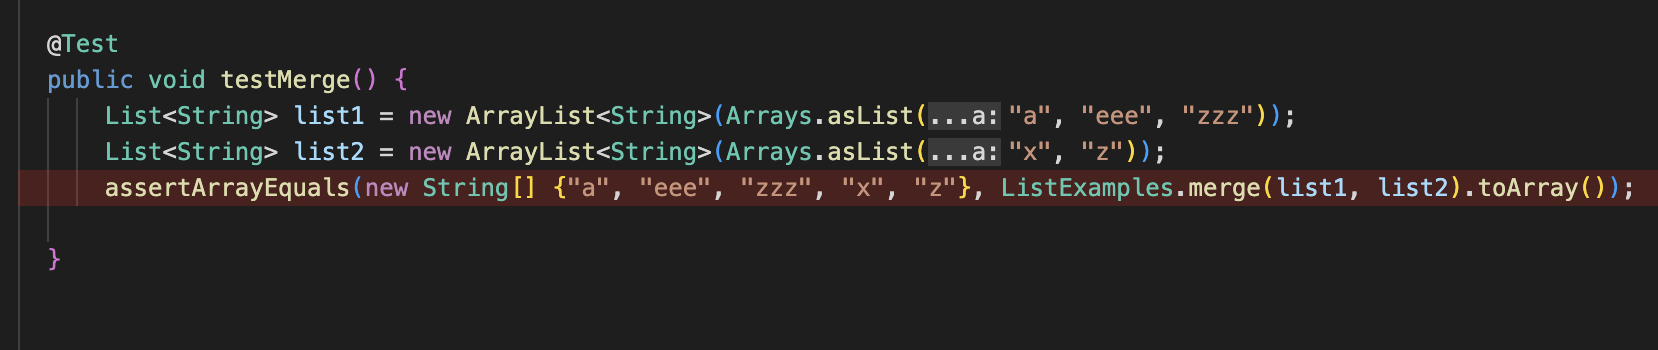 @Test
public void testMerge() {
    List<String> list1 = new ArrayList<String>(Arrays.asList(...a: "a", "eee", "zzz"));
    List<String> list2 = new ArrayList<String>(Arrays.asList(...a: "x", "z"));
    assertArrayEquals(new String[] {"a", "eee", "zzz", "x", "z"}, ListExamples.merge(list1, list2).toArray());
}